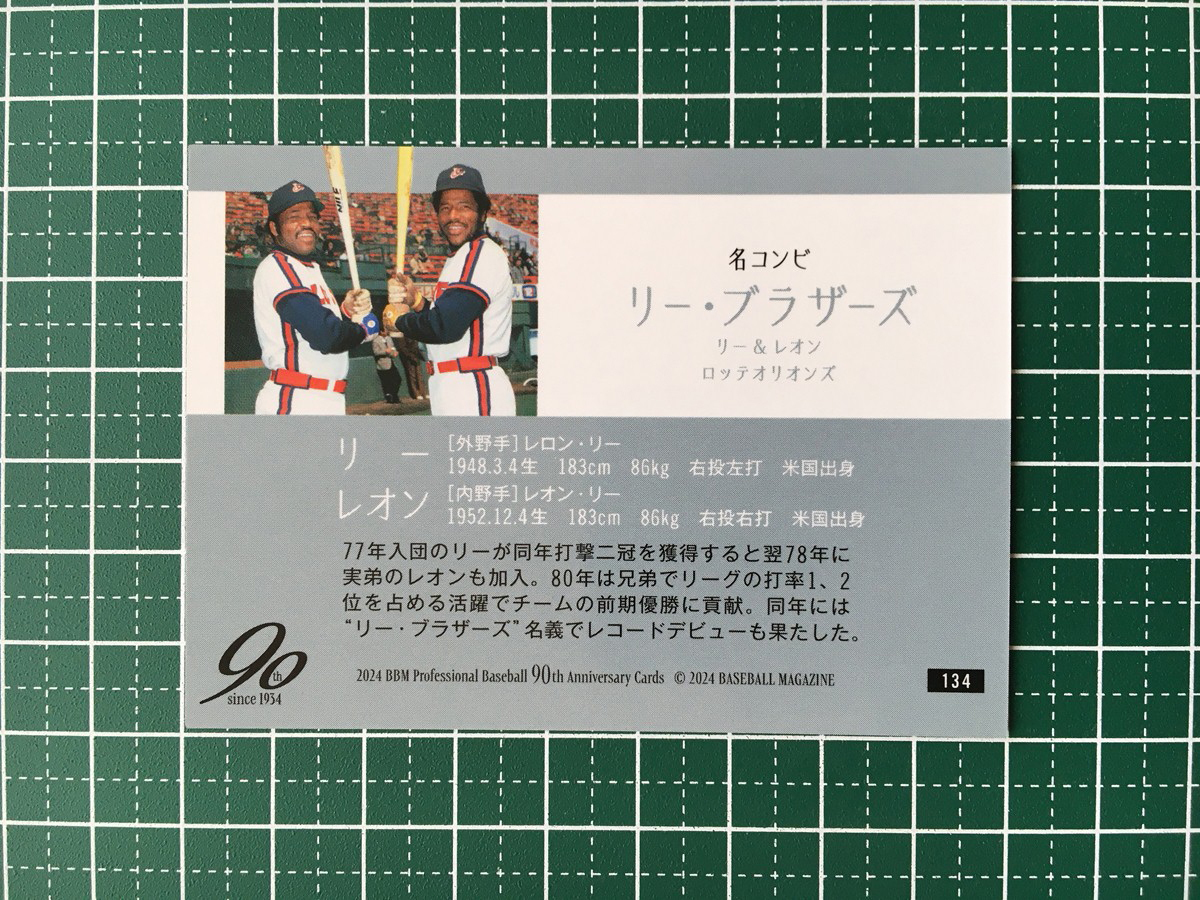 NILE
名コンビ
リー・ブラザーズ
リー&レオン
ロッテオリオンズ
リー [外野手]レロン・リー
1948.3.4生 183cm 86kg 右投左打 米国出身
レオン [内野手]レオン・リー
1952.12.4生 183cm 86kg 右投右打 米国出身
77年入団のリーが同年打撃二冠を獲得すると翌78年に
実弟のレオンも加入。80年は兄弟でリーグの打率1、2
位を占める活躍でチームの前期優勝に貢献。同年には
“リー・ブラザーズ”名義でレコードデビューも果たした。
90th
since 1934
2024 BBM Professional Baseball 90th Anniversary Cards © 2024 BASEBALL MAGAZINE
134